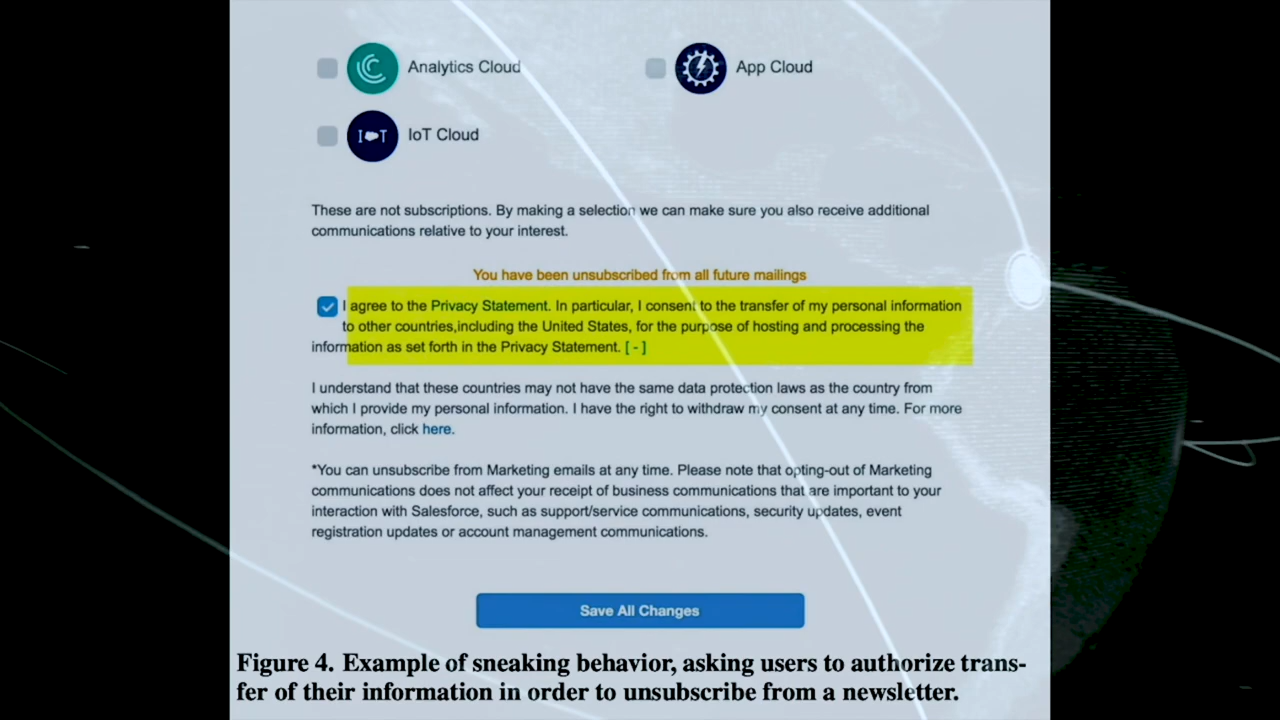 Analytics Cloud
App Cloud
IoT
IoT Cloud
These are not subscriptions. By making a selection we can make sure you also receive additional
communications relative to your interest.
You have been unsubscribed from all future mailings
I agree to the Privacy Statement. In particular, I consent to the transfer of my personal information
to other countries,including the United States, for the purpose of hosting and processing the
information as set forth in the Privacy Statement. [ - ]
I understand that these countries may not have the same data protection laws as the country from
which I provide my personal information. I have the right to withdraw my consent at any time. For more
information, click here.
*You can unsubscribe from Marketing emails at any time. Please note that opting-out of Marketing
communications does not affect your receipt of business communications that are important to your
interaction with Salesforce, such as support/service communications, security updates, event
registration updates or account management communications.
Save All Changes
Figure 4. Example of sneaking behavior, asking users to authorize trans-
fer of their information in order to unsubscribe from a newsletter.